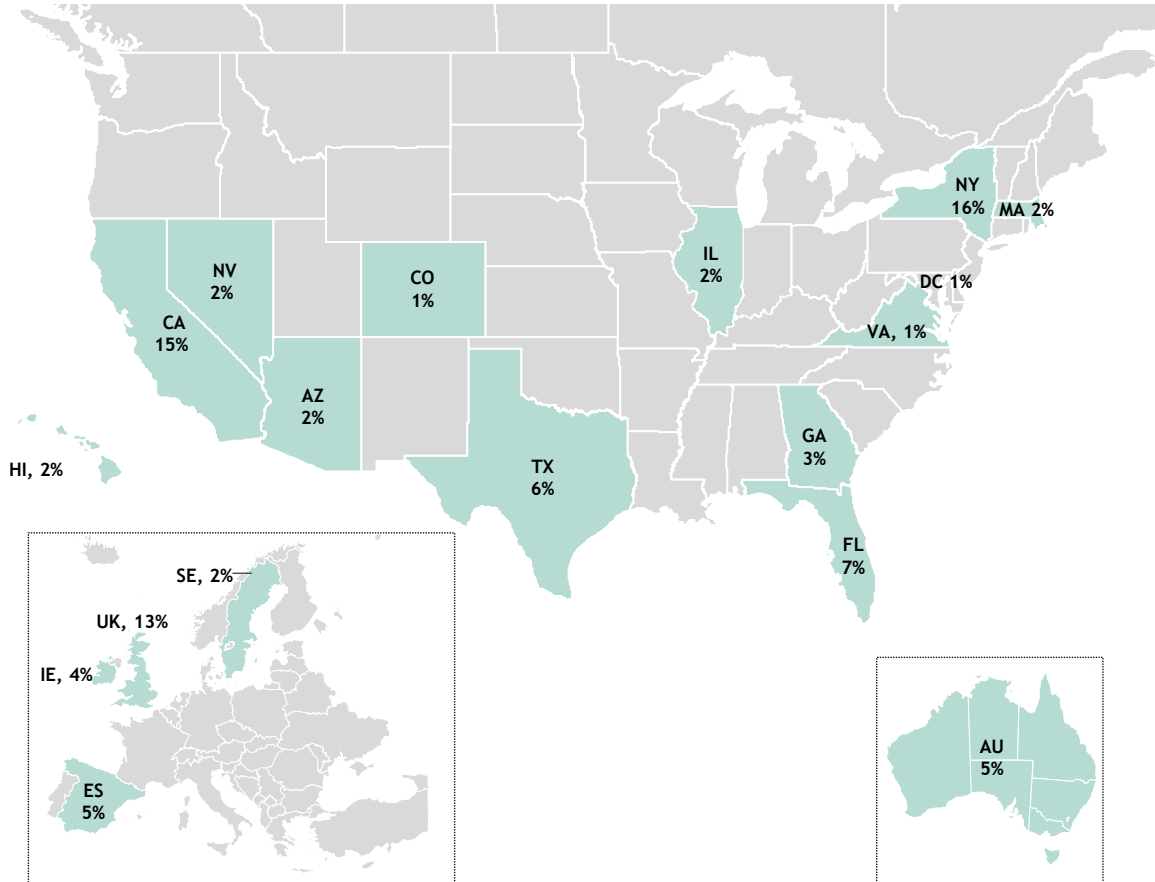 NY
16%
MA 2%
IL
2%
NV
2%
CO
1%
DC 1%
CA
15%
VA, 1%
AZ
2%
GA
3%
HI, 2%
TX
6%
FL
7%
SE, 2%
UK, 13%
IE, 4%
ES
5%
AU
5%